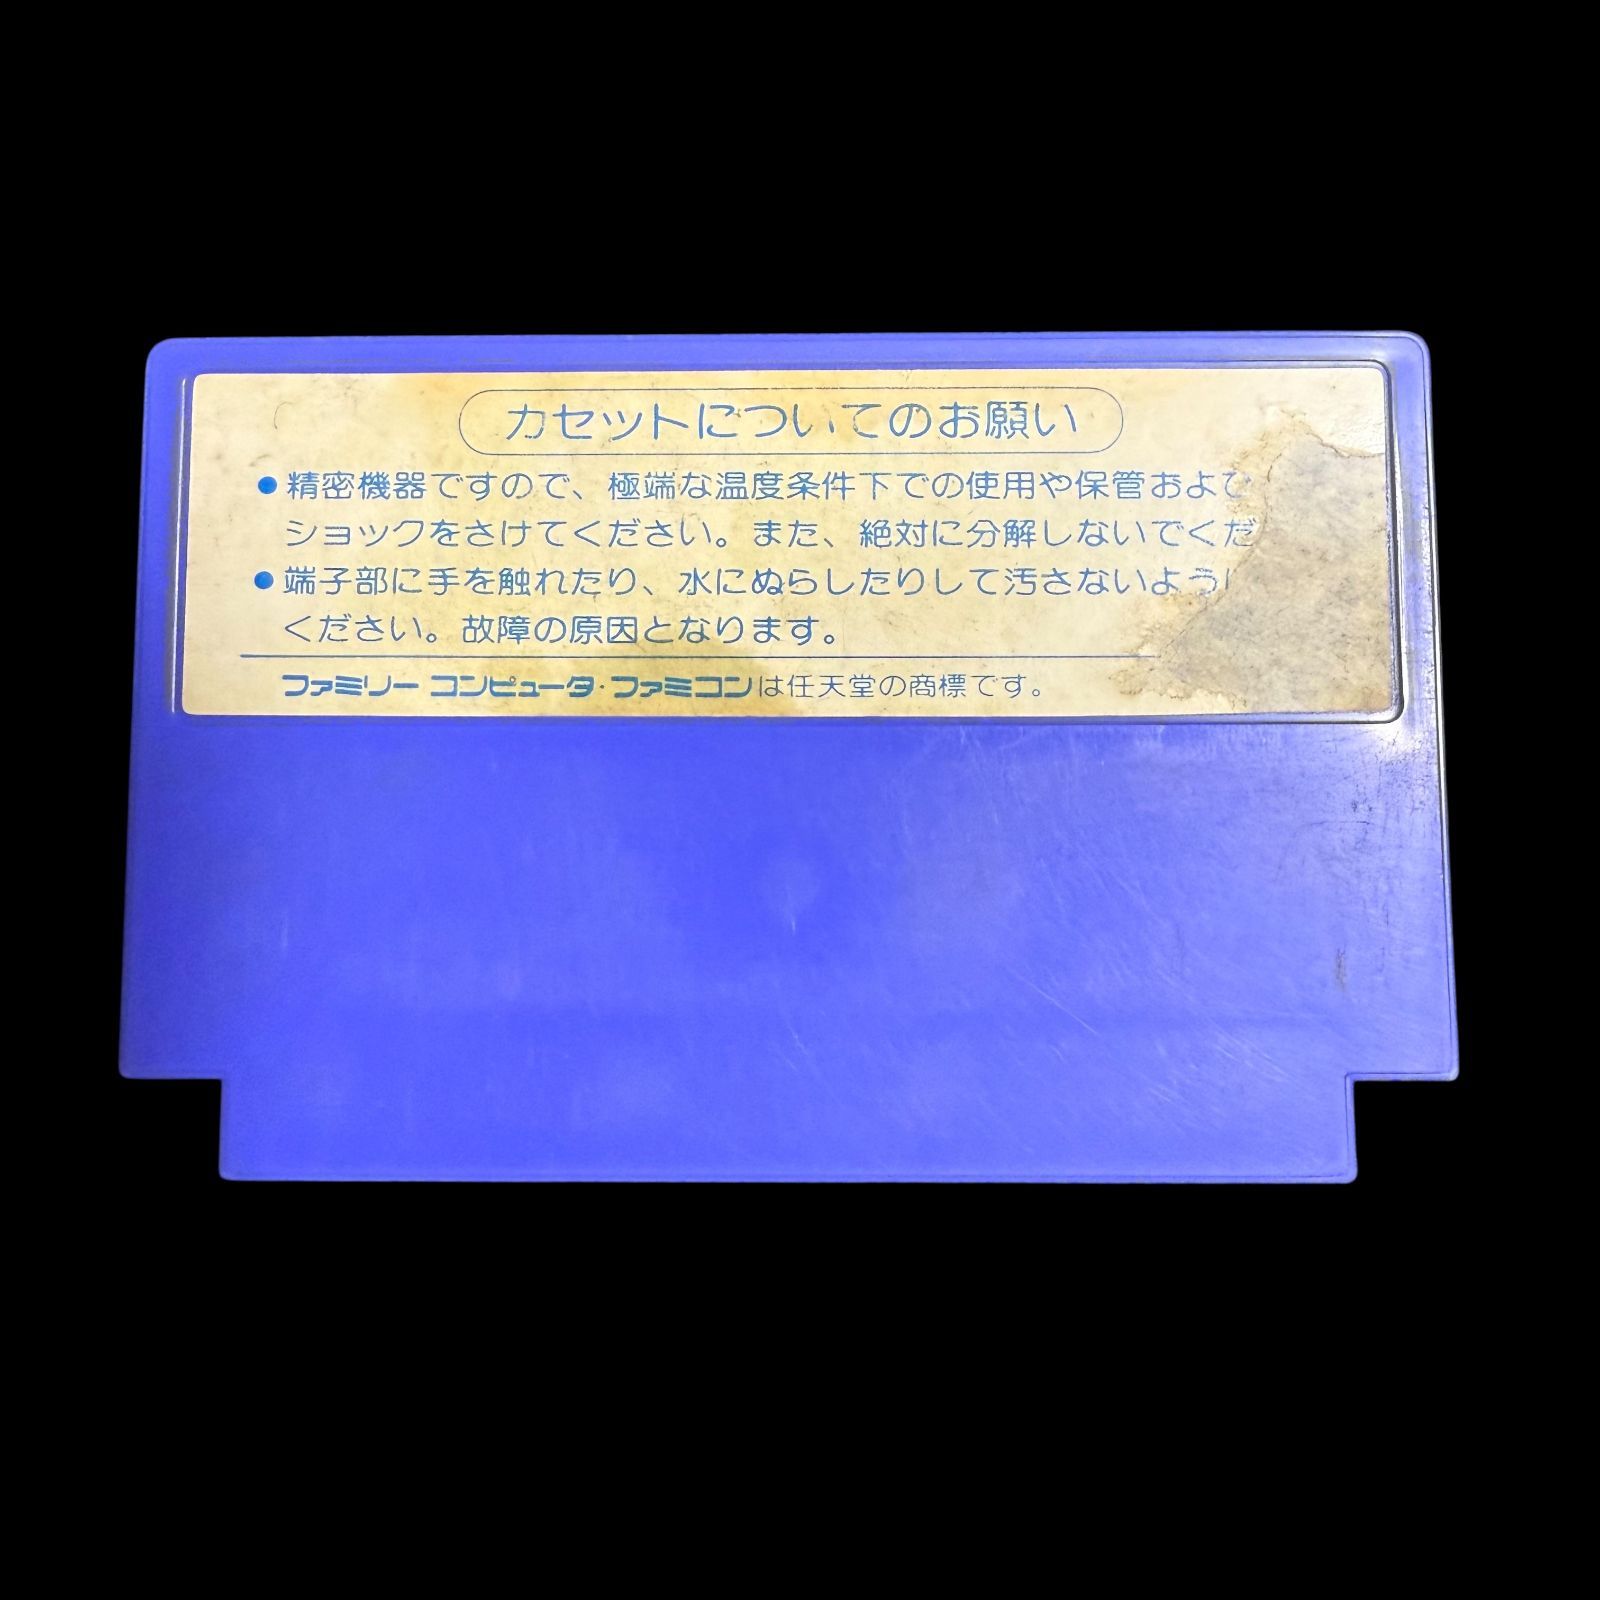 カセットについてのお願い
●精密機器ですので、極端な温度条件下での使用や保管および
ショックをさけてください。また、絶対に分解しないでくだ
●端子部に手を触れたり、水にぬらしたりして汚さないように
ください。故障の原因となります。
ファミリー コンピュータ・ファミコンは任天堂の商標です。